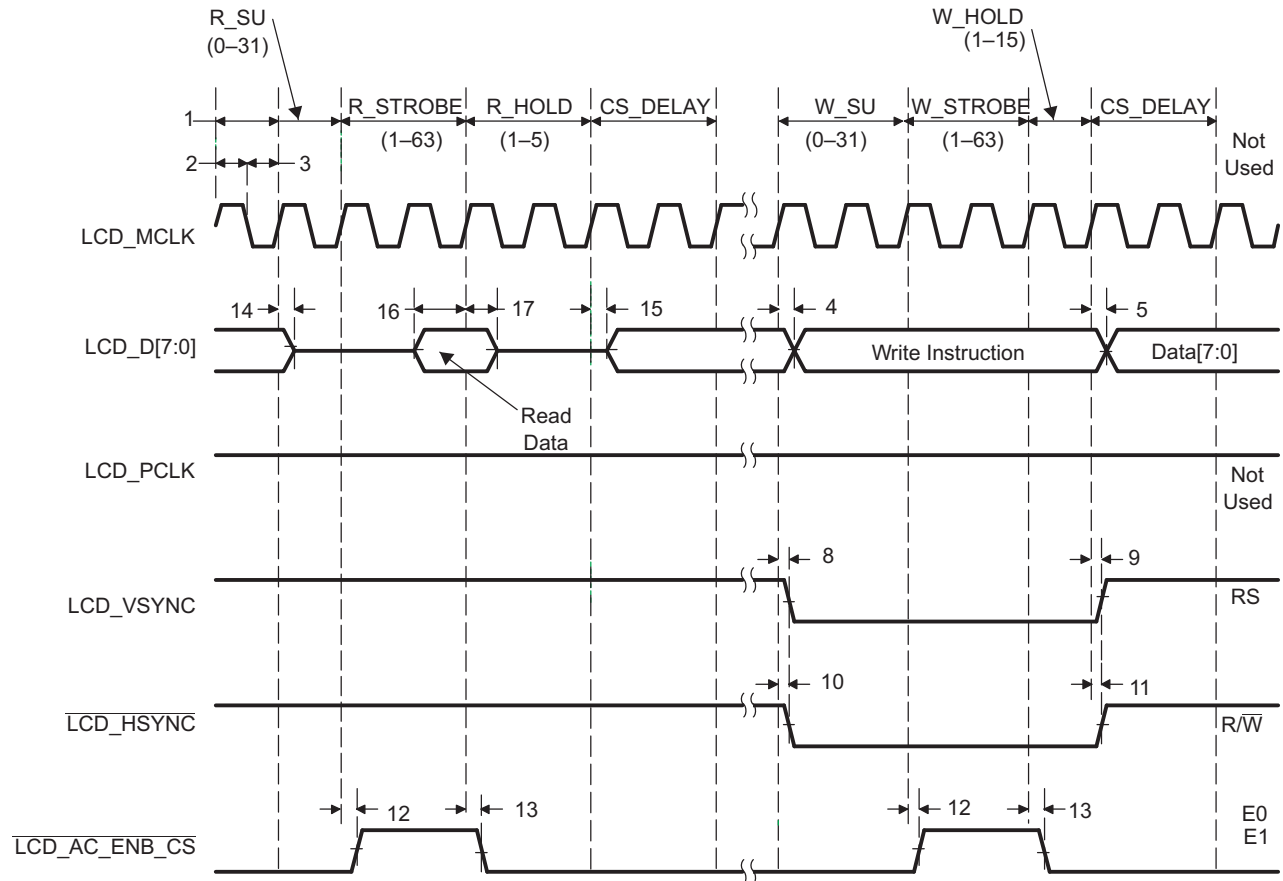 R_SU
(0–31)
W_HOLD
(1–15)
R_STROBE
R_HOLD
CS_DELAY
W_SU
W_STROBE
CS_DELAY
1
(1–63)
(1–5)
(0–31)
(1–63)
Not
Used
2
3
LCD_MCLK
14
16
17
15
4
5
LCD_D[7:0]
Write Instruction
Data[7:0]
Read
Data
LCD_PCLK
Not
Used
8
9
LCD_VSYNC
RS
10
11
LCD_HSYNC
R/W
12
13
12
13
E0
E1
LCD_AC_ENB_CS